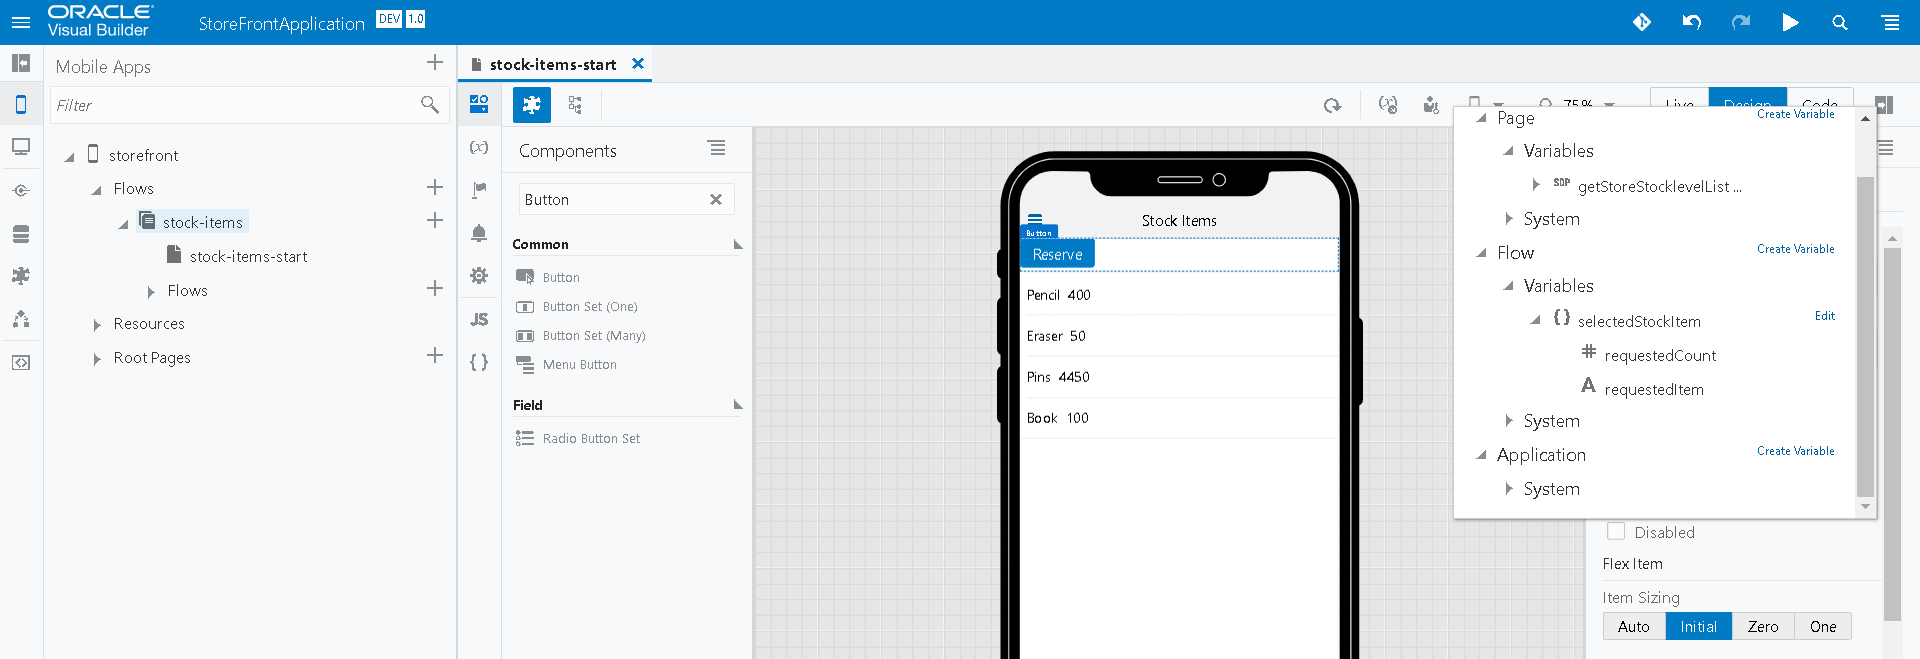 ORACLE
Visual Builder
StoreFrontApplication
DEV 1.0
Mobile Apps
Filter
storefront
Flows
stock-items
stock-items-start
Flows
Resources
Root Pages
stock-items-start
75%
Live
Design
Code
(x)
JS
{ }
Components
Button
Common
Button
Button Set (One)
Button Set (Many)
Menu Button
Field
Radio Button Set
Stock Items
Button
Reserve
Pencil 400
Eraser 50
Pins 4450
Book 100
Page
Create Variable
Variables
SDP getStoreStocklevelList ...
System
Flow
Create Variable
Variables
{ } selectedStockItem
Edit
# requestedCount
A requestedItem
System
Application
Create Variable
System
Disabled
Flex Item
Item Sizing
Auto
Initial
Zero
One